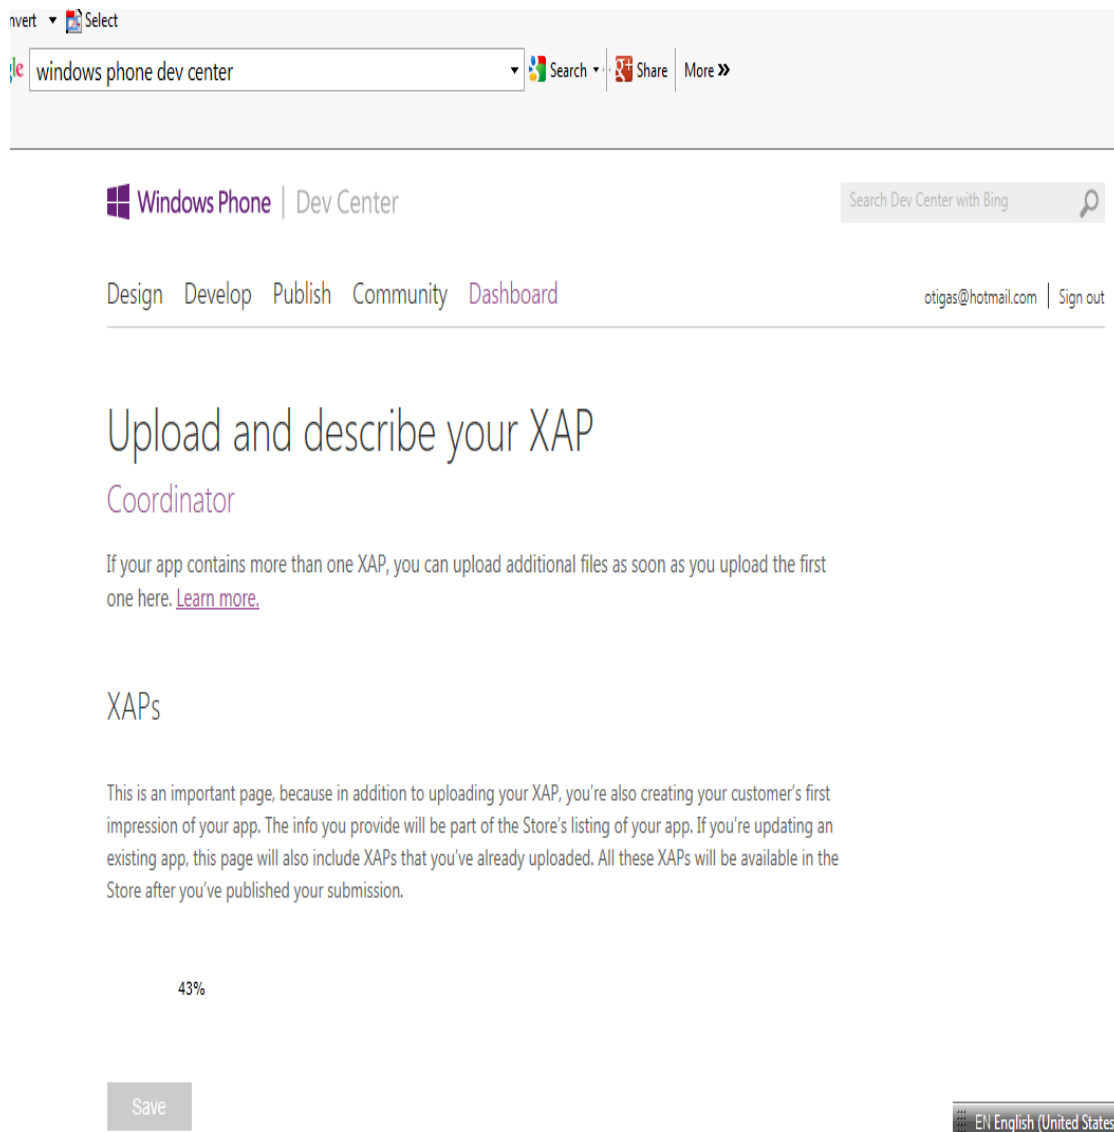 Select
windows phone dev center Search Share More »
Windows Phone | Dev Center Search Dev Center with Bing
Design Develop Publish Community Dashboard otigas@hotmail.com | Sign out
Upload and describe your XAP
Coordinator
If your app contains more than one XAP, you can upload additional files as soon as you upload the first
one here. Learn more.
XAPs
This is an important page, because in addition to uploading your XAP, you're also creating your customer's first
impression of your app. The info you provide will be part of the Store's listing of your app. If you're updating an
existing app, this page will also include XAPs that you've already uploaded. All these XAPs will be available in the
Store after you've published your submission.
43%
Save
EN English (United States